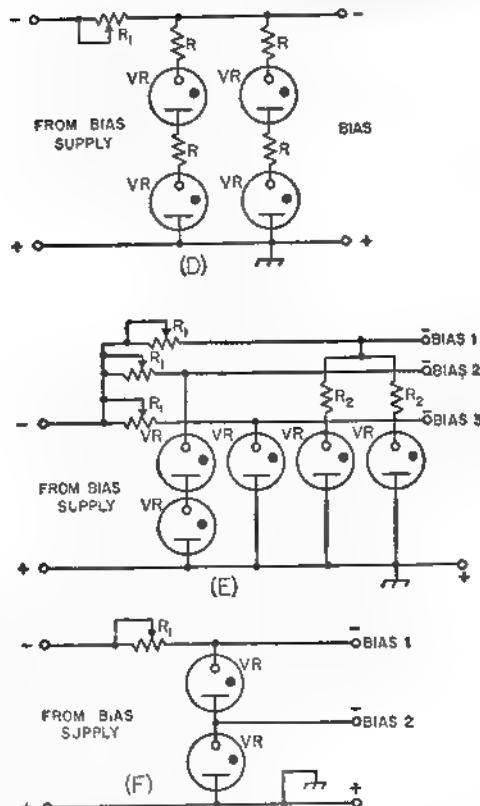 - R1 -
R R
VR VR
FROM BIAS SUPPLY BIAS
R R
VR VR
+ +
(D)
R1 - BIAS 1
R1 - BIAS 2
R2 R2
- R1 - BIAS 3
VR VR VR VR
FROM BIAS SUPPLY
VR
+ +
(E)
- R1 - BIAS 1
VR
FROM BIAS SUPPLY - BIAS 2
VR
(F)
+ +